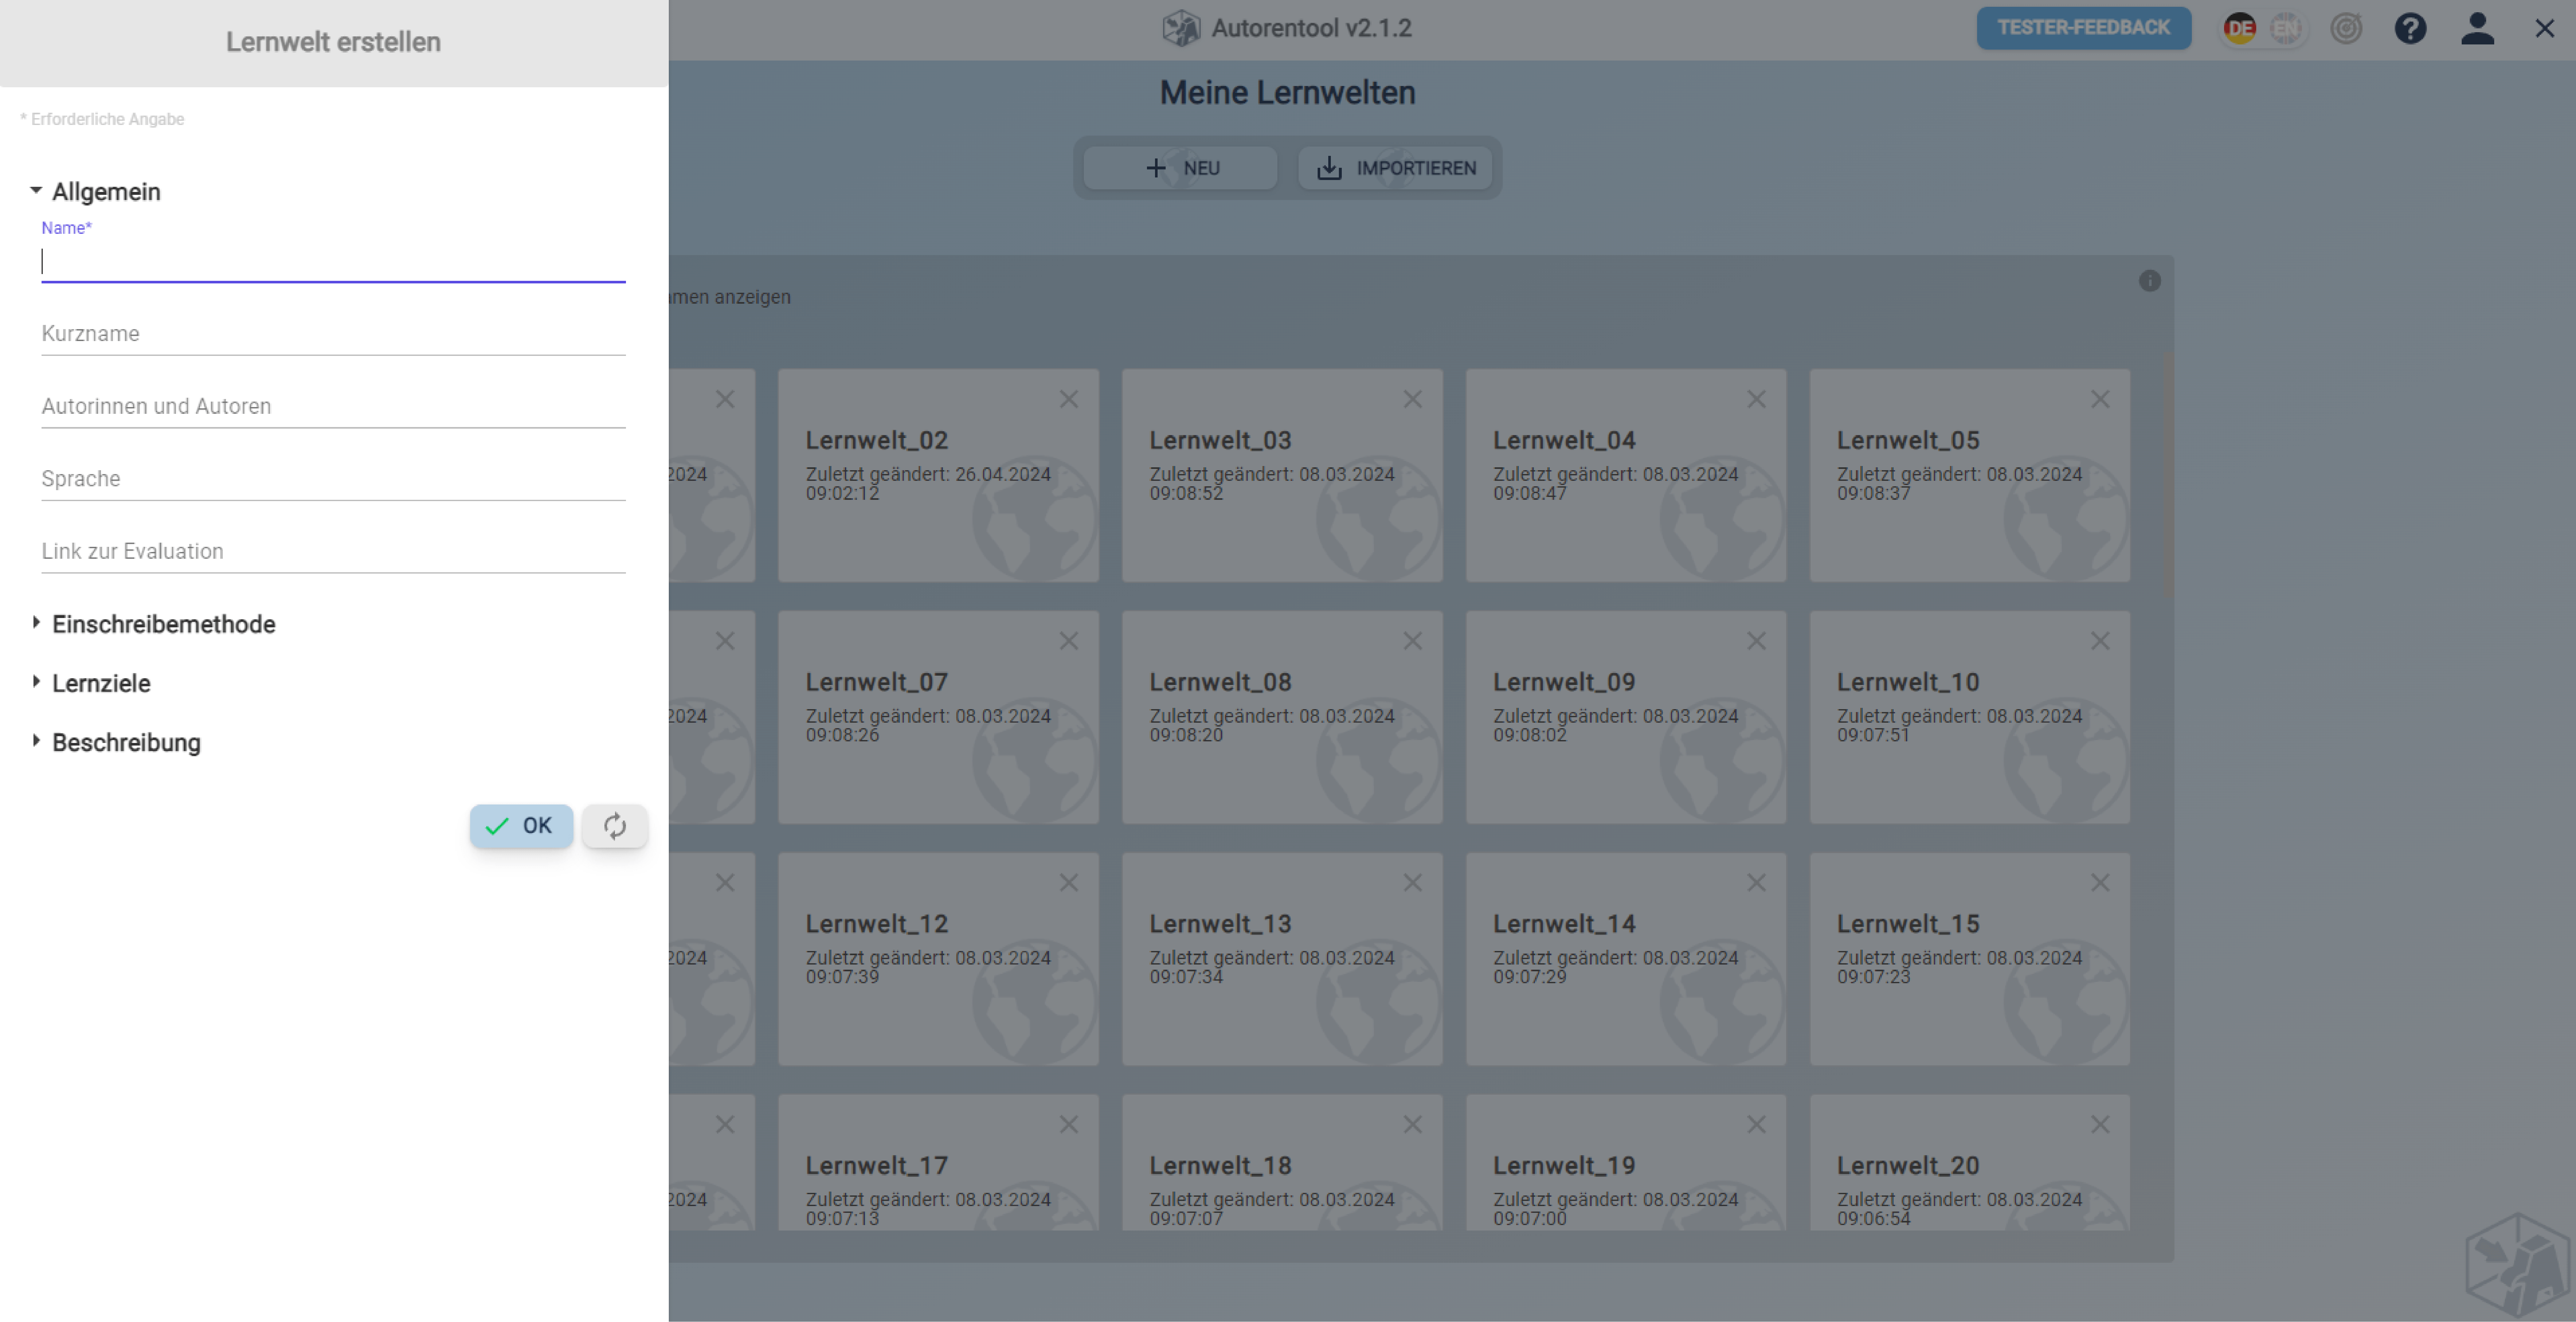 Lernwelt erstellen
Autorentool v2.1.2
TESTER-FEEDBACK
DE
EN
* Erforderliche Angabe
Meine Lernwelten
NEU
IMPORTIEREN
Allgemein
Name*
Kurzname
Autorinnen und Autoren
Sprache
Link zur Evaluation
Einschreibemethode
Lernziele
Beschreibung
OK
anzeigen
2024
Lernwelt_02
Zuletzt geändert: 26.04.2024
09:02:12
Lernwelt_03
Zuletzt geändert: 08.03.2024
09:08:52
Lernwelt_04
Zuletzt geändert: 08.03.2024
09:08:47
Lernwelt_05
Zuletzt geändert: 08.03.2024
09:08:37
2024
Lernwelt_07
Zuletzt geändert: 08.03.2024
09:08:26
Lernwelt_08
Zuletzt geändert: 08.03.2024
09:08:20
Lernwelt_09
Zuletzt geändert: 08.03.2024
09:08:02
Lernwelt_10
Zuletzt geändert: 08.03.2024
09:07:51
2024
Lernwelt_12
Zuletzt geändert: 08.03.2024
09:07:39
Lernwelt_13
Zuletzt geändert: 08.03.2024
09:07:34
Lernwelt_14
Zuletzt geändert: 08.03.2024
09:07:29
Lernwelt_15
Zuletzt geändert: 08.03.2024
09:07:23
2024
Lernwelt_17
Zuletzt geändert: 08.03.2024
09:07:13
Lernwelt_18
Zuletzt geändert: 08.03.2024
09:07:07
Lernwelt_19
Zuletzt geändert: 08.03.2024
09:07:00
Lernwelt_20
Zuletzt geändert: 08.03.2024
09:06:54